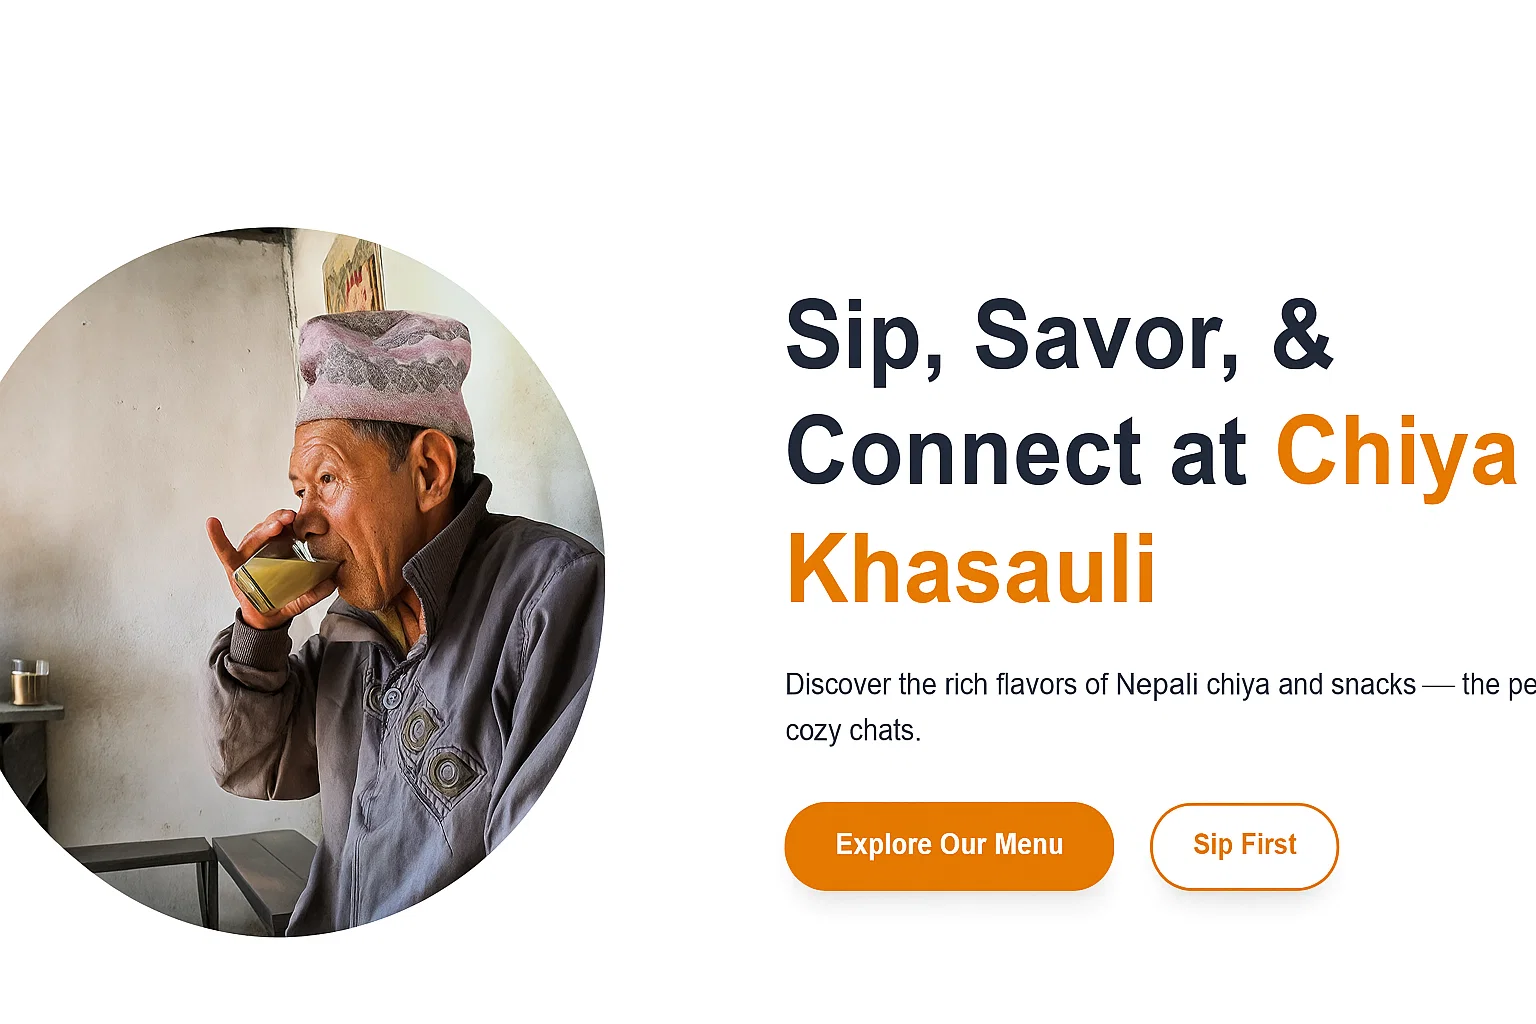 Sip, Savor, &
Connect at Chiya
Khasauli
Discover the rich flavors of Nepali chiya and snacks — the
cozy chats.
Explore Our Menu
Sip First